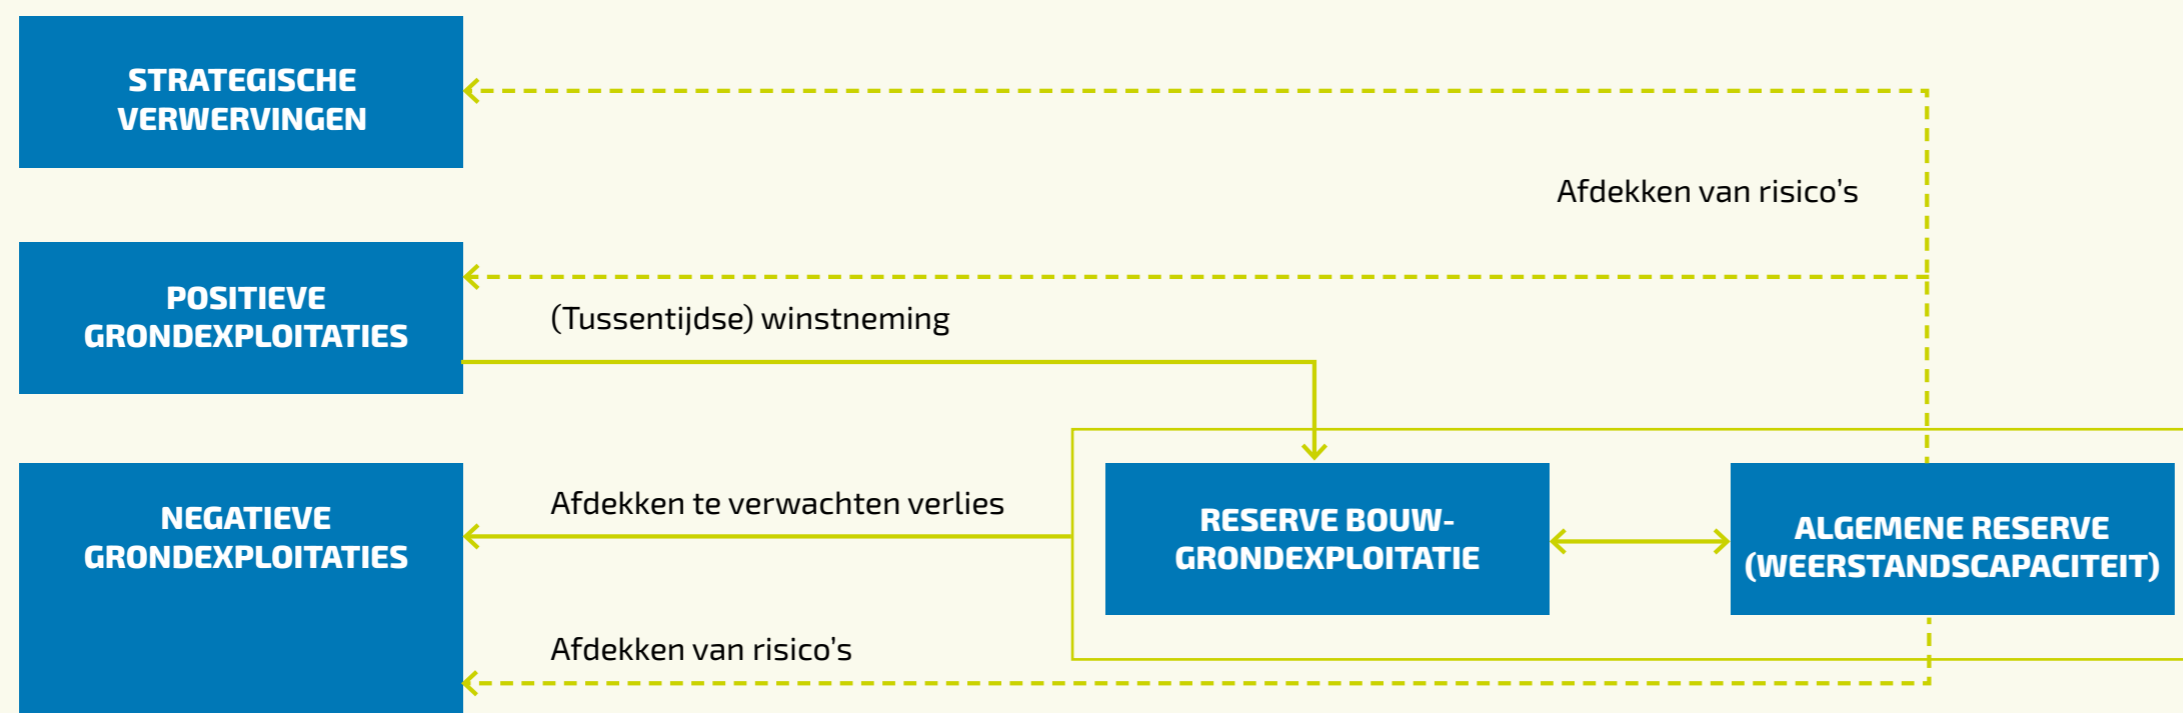 STRATEGISCHE
VERWERVINGEN
Afdekken van risico's
POSITIEVE
GRONDEXPLOITATIES
(Tussentijdse) winstneming
NEGATIEVE
GRONDEXPLOITATIES
Afdekken te verwachten verlies
RESERVE BOUW-
GRONDEXPLOITATIE
ALGEMENE RESERVE
(WEERSTANDSCAPACITEIT)
Afdekken van risico's